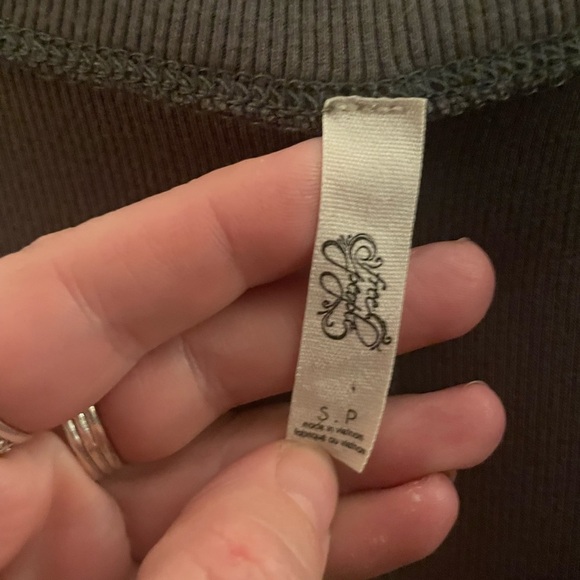 free
people
S.P
made in vietnam
fabriqué au vietnam